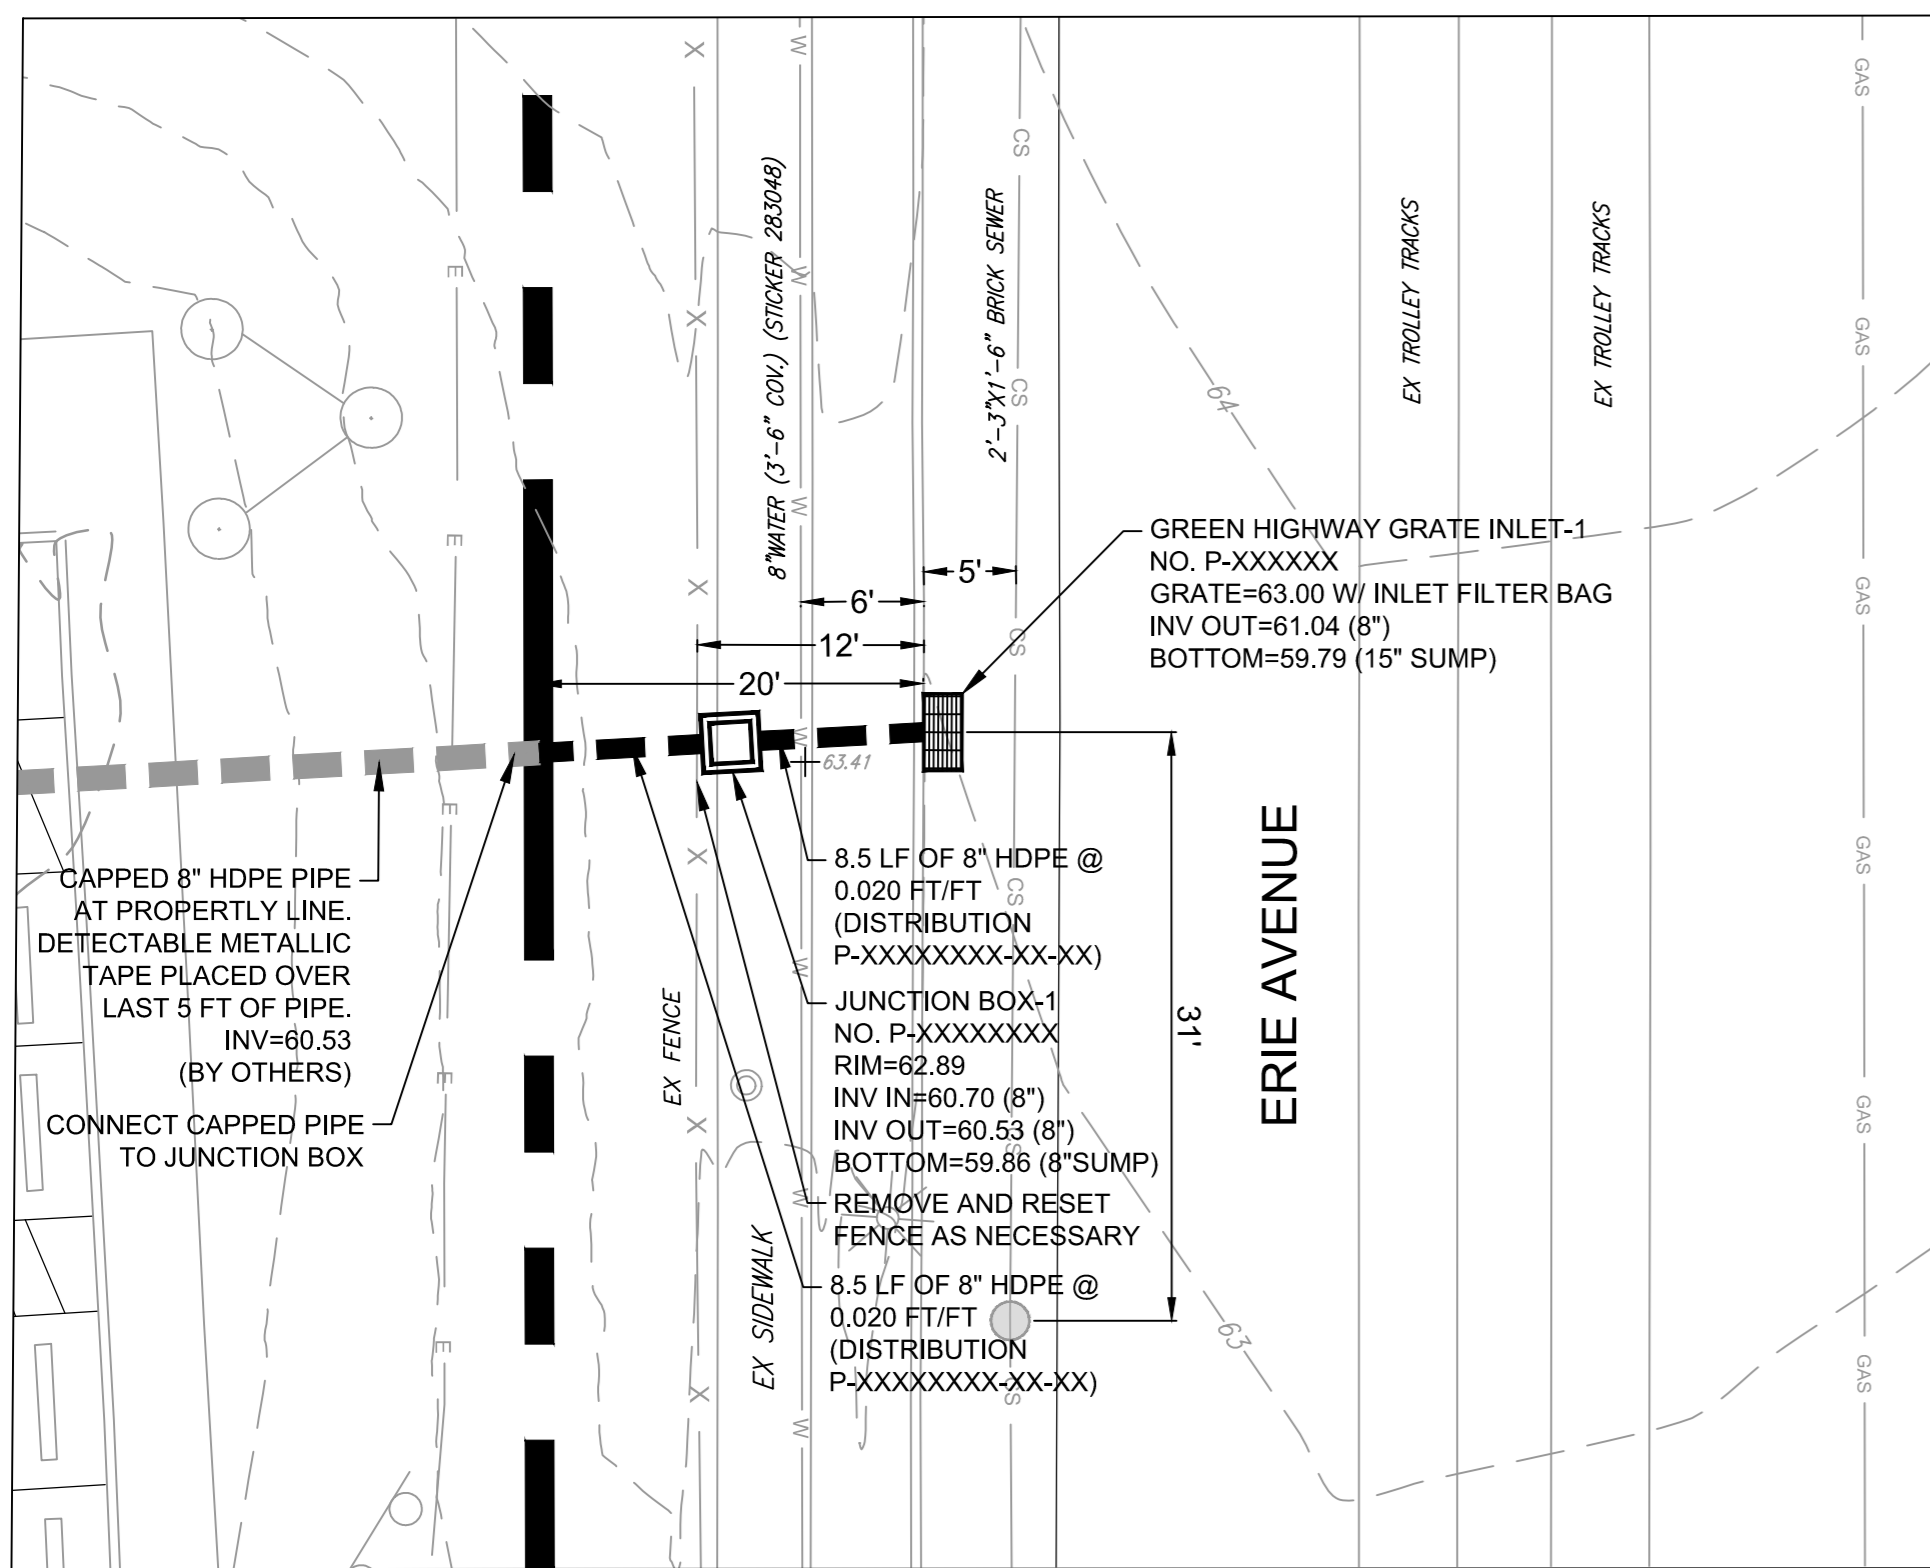 8"WATER (3'-6" COV.) (STICKER 283048)
2'-3"X1'-6" BRICK SEWER
EX TROLLEY TRACKS
EX TROLLEY TRACKS
GREEN HIGHWAY GRATE INLET-1
NO. P-XXXXXX
GRATE=63.00 W/ INLET FILTER BAG
INV OUT=61.04 (8")
BOTTOM=59.79 (15" SUMP)
5'
6'
12'
20'
63.41
64
63
31'
ERIE AVENUE
CAPPED 8" HDPE PIPE
AT PROPERTLY LINE.
DETECTABLE METALLIC
TAPE PLACED OVER
LAST 5 FT OF PIPE.
INV=60.53
(BY OTHERS)
CONNECT CAPPED PIPE
TO JUNCTION BOX
8.5 LF OF 8" HDPE @
0.020 FT/FT
(DISTRIBUTION
P-XXXXXXXX-XX-XX)
JUNCTION BOX-1
NO. P-XXXXXXXX
RIM=62.89
INV IN=60.70 (8")
INV OUT=60.53 (8")
BOTTOM=59.86 (8"SUMP)
REMOVE AND RESET
FENCE AS NECESSARY
8.5 LF OF 8" HDPE @
0.020 FT/FT
(DISTRIBUTION
P-XXXXXXXX-XX-XX)
EX FENCE
EX SIDEWALK
X
X
X
X
X
X
W
W
W
W
W
W
W
CS
CS
CS
CS
CS
CS
E
E
E
E
E
GAS
GAS
GAS
GAS
GAS
GAS